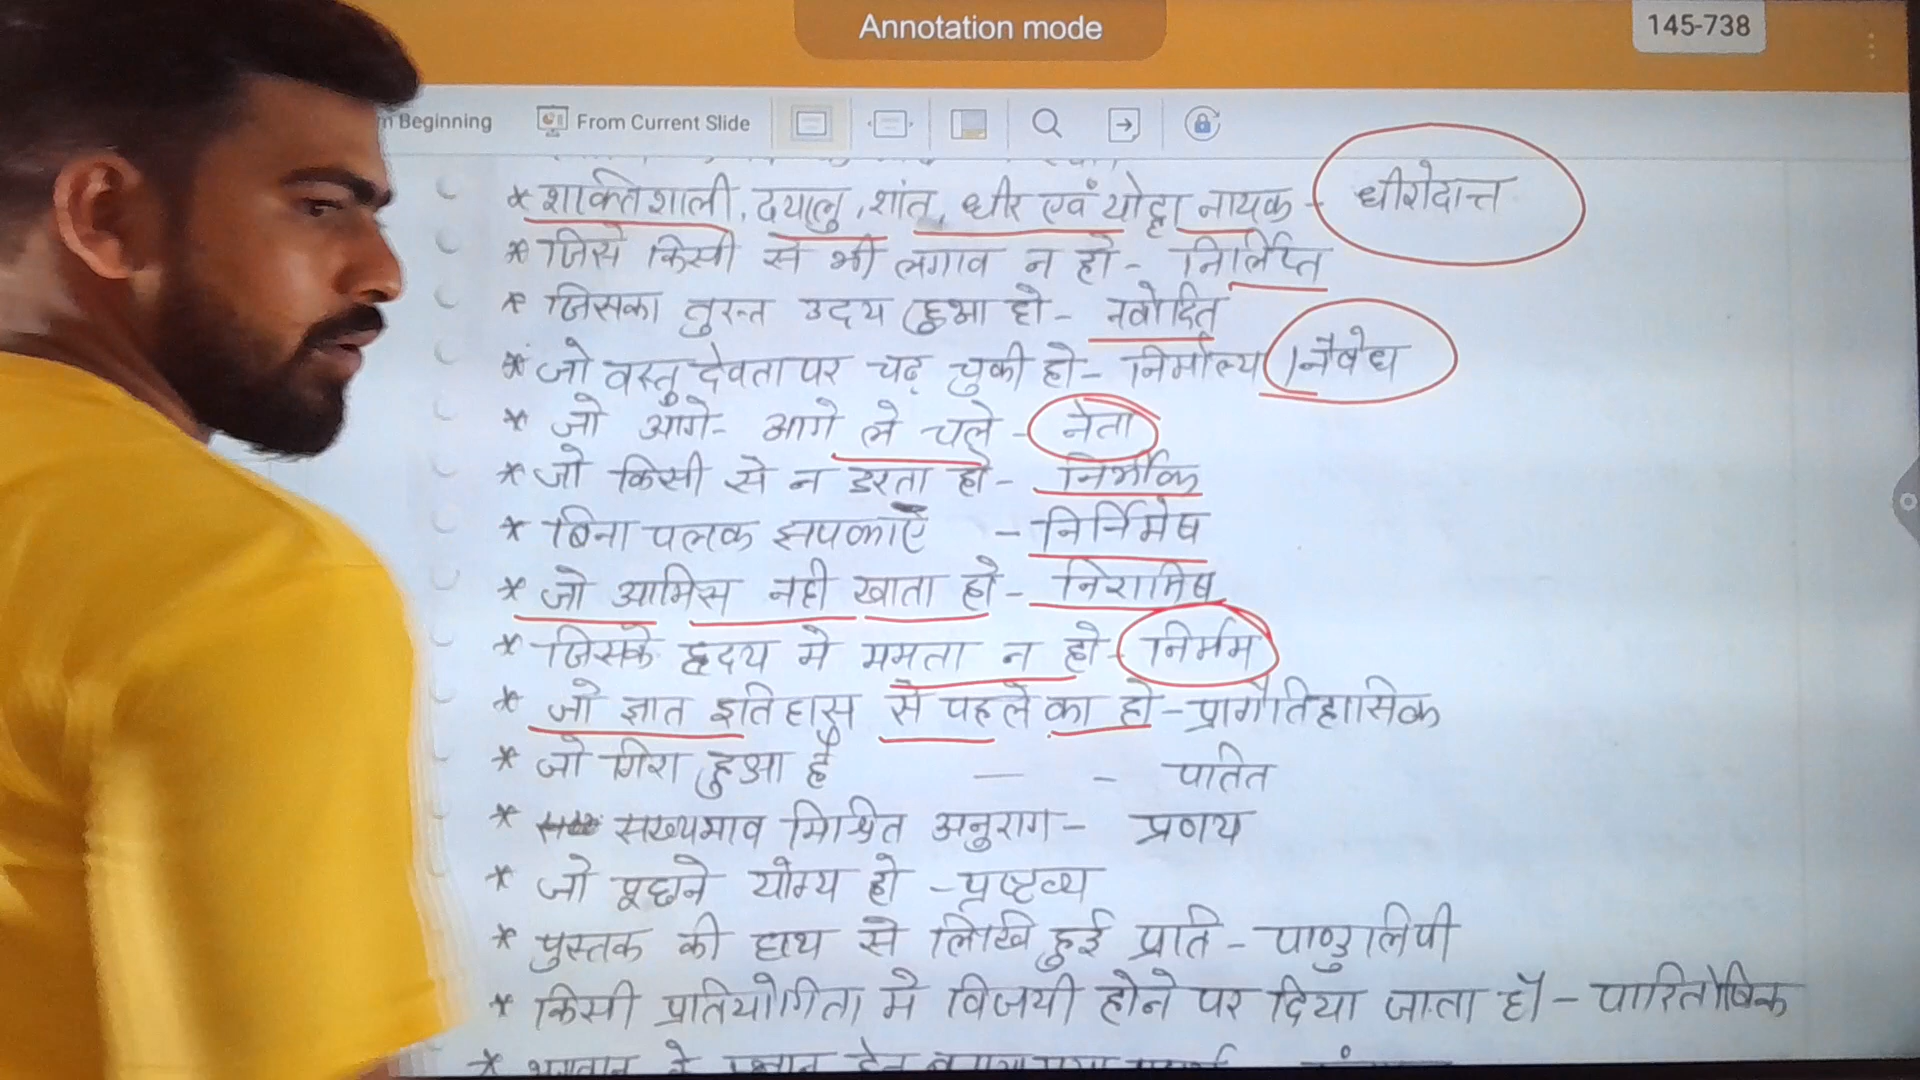 Annotation mode
145-738
Beginning
From Current Slide
* शक्तिशाली, दयालु, शांत, धीर एवं योद्धा नायक - धीरोदात्त
* जिसे किसी से भी लगाव न हो - निर्लिप्त
* जिसका तुरन्त उदय हुआ हो - नवोदित
* जो वस्तु देवता पर चढ़ चुकी हो - निर्माल्य । नैवेद्य
* जो आगे- आगे ले चले - नेता
* जो किसी से न डरता हो - निर्भीक
* बिना पलक झपकाएं - निर्निमेष
* जो आमिस नही खाता हो - निरामिष
* जिसके हृदय मे ममता न हो - निर्मम
* जो ज्ञात इतिहास से पहले का हो - प्रागैतिहासिक
* जो गिरा हुआ है - - पतित
* सख्यभाव मिश्रित अनुराग - प्रणय
* जो पूछने योग्य हो - प्रष्टव्य
* पुस्तक की हाथ से लिखि हुई प्रति - पाण्डुलिपी
* किसी प्रतियोगिता मे विजयी होने पर दिया जाता हो - पारितोषिक